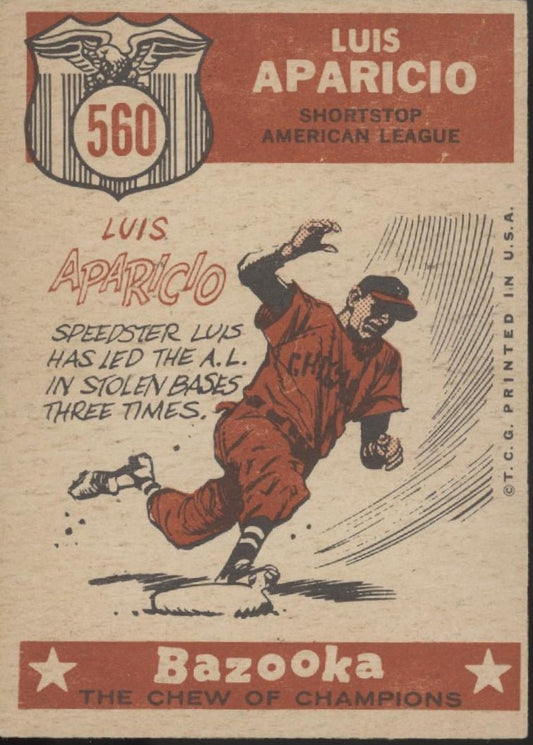 560
LUIS
APARICIO
SHORTSTOP
AMERICAN LEAGUE
LUIS
APARICIO
SPEEDSTER LUIS
HAS LED THE A.L.
IN STOLEN BASES
THREE TIMES.
CHIC
© T.C.G. PRINTED IN U.S.A.
Bazooka
THE CHEW OF CHAMPIONS